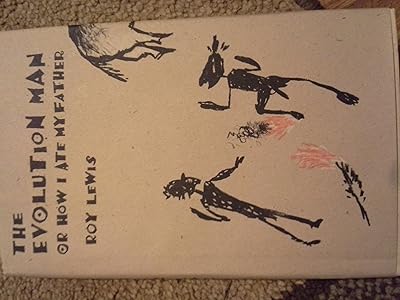 THE
EVOLUTION MAN
OR HOW I ATE MY FATHER
ROY LEWIS